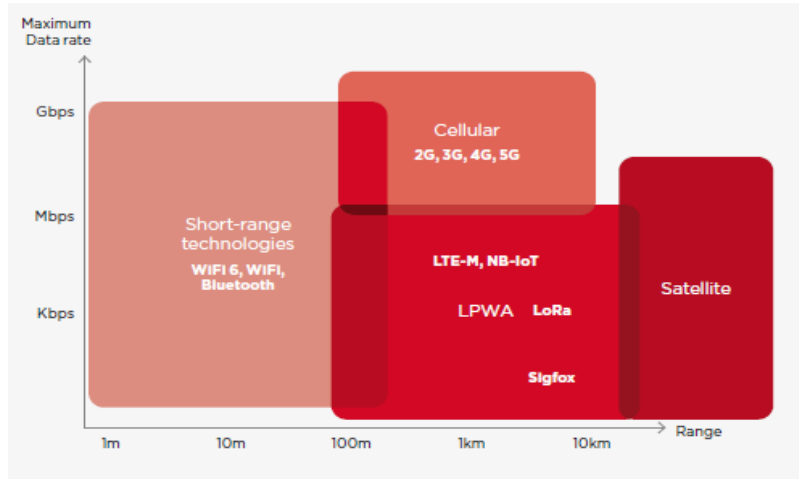 Maximum
Data rate
Gbps
Mbps
Kbps
Cellular
2G, 3G, 4G, 5G
Short-range
technologies
WIFI 6, WIFI,
Bluetooth
LTE-M, NB-IoT
LPWA LoRa
Sigfox
Satellite
Range
1m 10m 100m 1km 10km